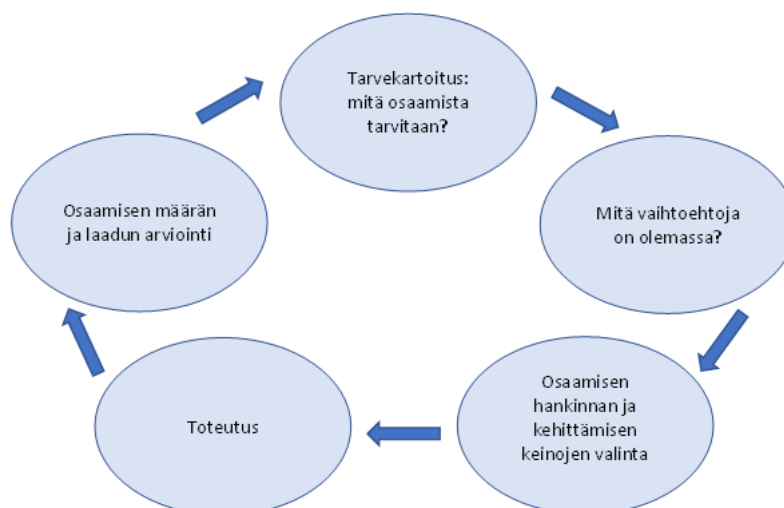 Tarvekartoitus:
mitä osaamista
tarvitaan?
Mitä vaihtoehtoja
on olemassa?
Osaamisen
hankinnan ja
kehittämisen
keinojen valinta
Toteutus
Osaamisen määrän
ja laadun arviointi